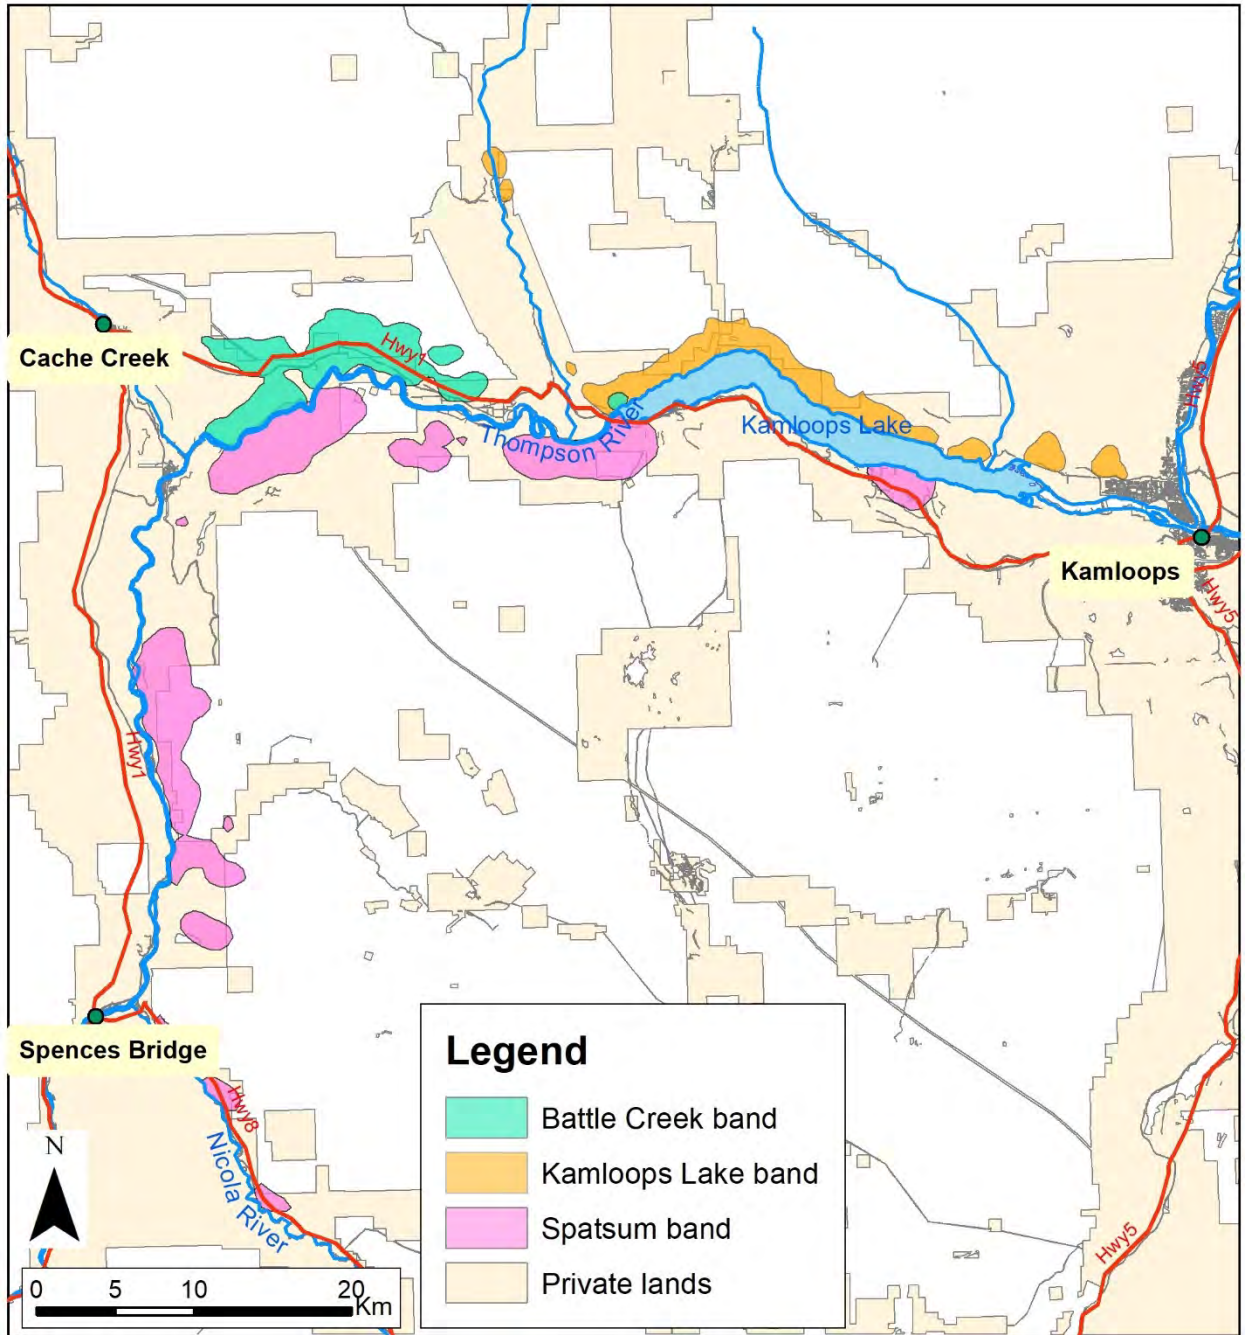 Cache Creek
Hwy1
Thompson River
Kamloops Lake
Hwy5
Kamloops
Hwy5
Hwy1
Spences Bridge
Hwy8
Nicola River
Hwy5
N
0 5 10 20
Km
Legend
Battle Creek band
Kamloops Lake band
Spatsum band
Private lands